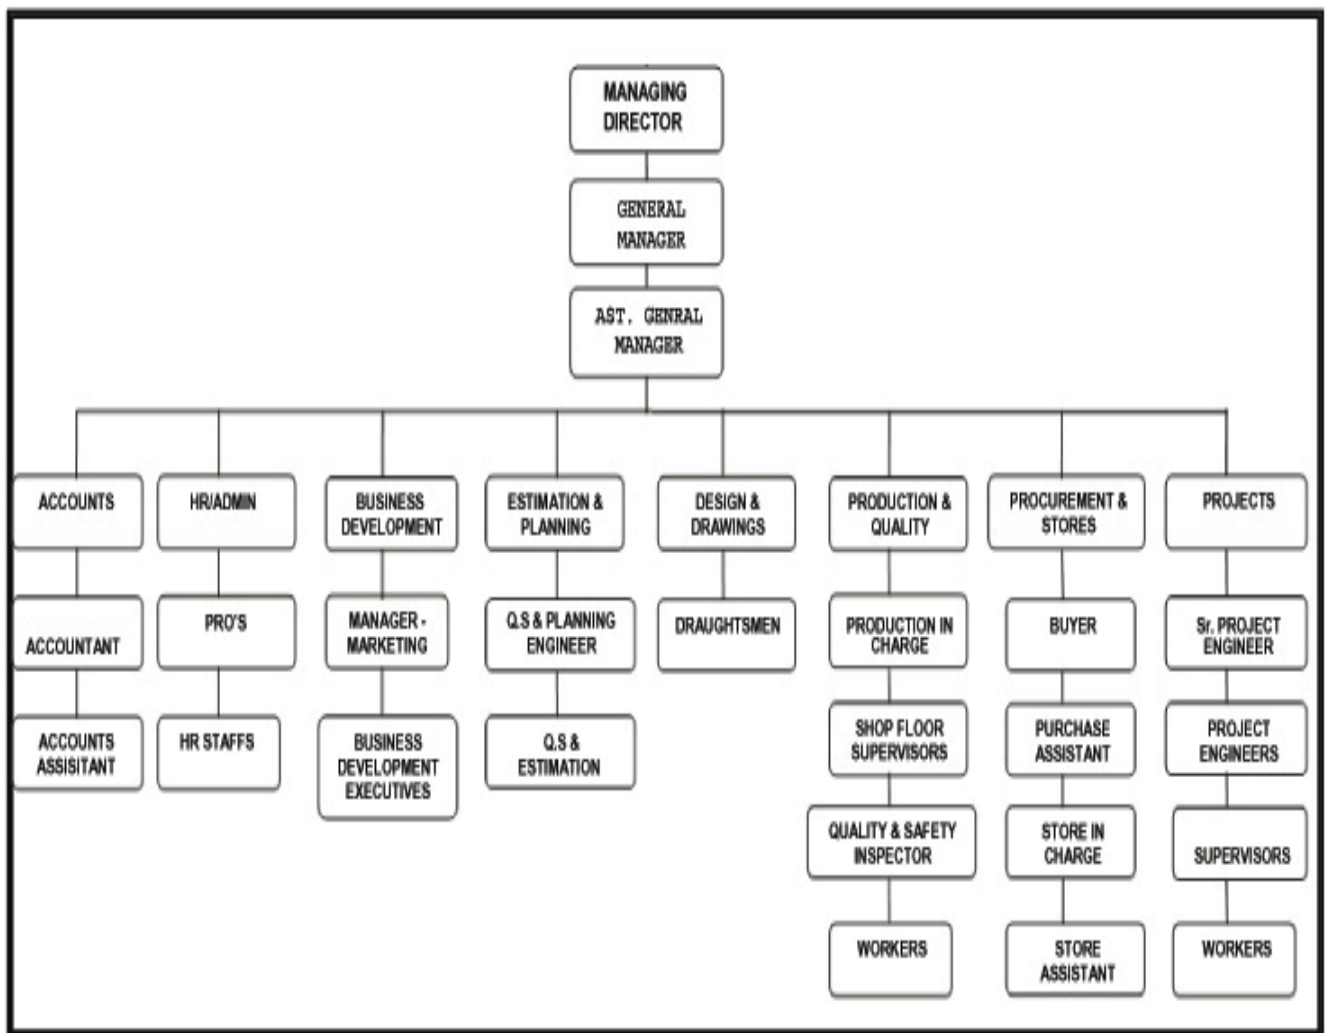 MANAGING
DIRECTOR
GENERAL
MANAGER
AST. GENRAL
MANAGER
ACCOUNTS
HR/ADMIN
BUSINESS
DEVELOPMENT
ESTIMATION &
PLANNING
DESIGN &
DRAWINGS
PRODUCTION &
QUALITY
PROCUREMENT &
STORES
PROJECTS
ACCOUNTANT
PRO'S
MANAGER -
MARKETING
Q.S & PLANNING
ENGINEER
DRAUGHTSMEN
PRODUCTION IN
CHARGE
BUYER
Sr. PROJECT
ENGINEER
ACCOUNTS
ASSISITANT
HR STAFFS
BUSINESS
DEVELOPMENT
EXECUTIVES
Q.S &
ESTIMATION
SHOP FLOOR
SUPERVISORS
PURCHASE
ASSISTANT
PROJECT
ENGINEERS
QUALITY & SAFETY
INSPECTOR
STORE IN
CHARGE
SUPERVISORS
WORKERS
STORE
ASSISTANT
WORKERS